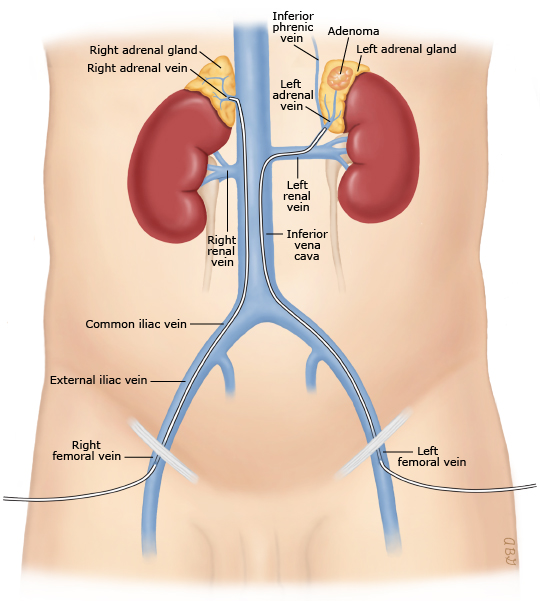 Inferior
phrenic
vein
Adenoma
Right adrenal gland
Left adrenal gland
Right adrenal vein
Left
adrenal
vein
Left
renal
vein
Right
renal
vein
Inferior
vena
cava
Common iliac vein
External iliac vein
Right
femoral vein
Left
femoral vein